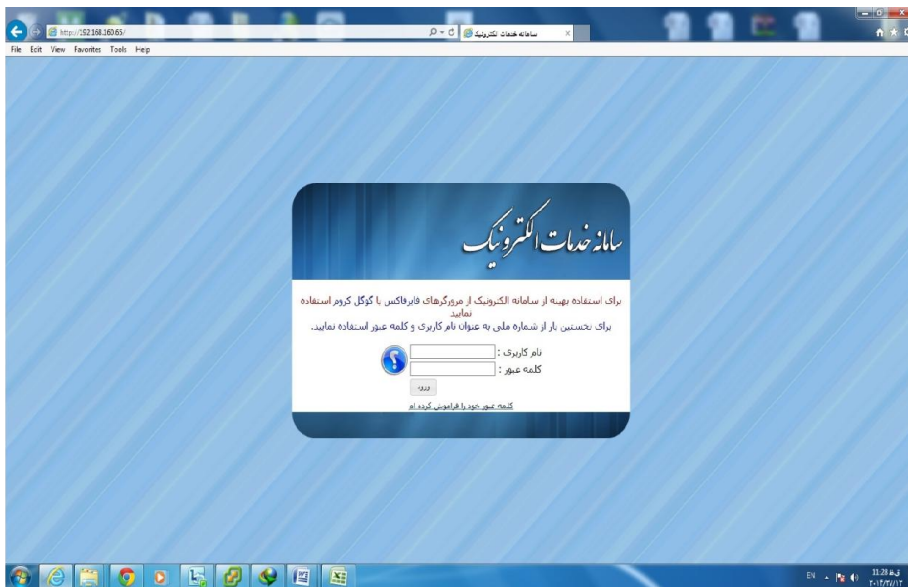 http://192.168.160.65/
سامانه خدمات الکترونیک
File Edit View Favorites Tools Help
سامانه خدمات الکترونیک
برای استفاده بهینه از سامانه الکترونیک از مرورگرهای فایرفاکس یا گوگل کروم استفاده
نمایید
برای نخستین بار از شماره ملی به عنوان نام کاربری و کلمه عبور استفاده نمایید.
نام کاربری :
کلمه عبور :
ورود
کلمه عبور خود را فراموش کرده ام
EN
11:28 ق.ظ